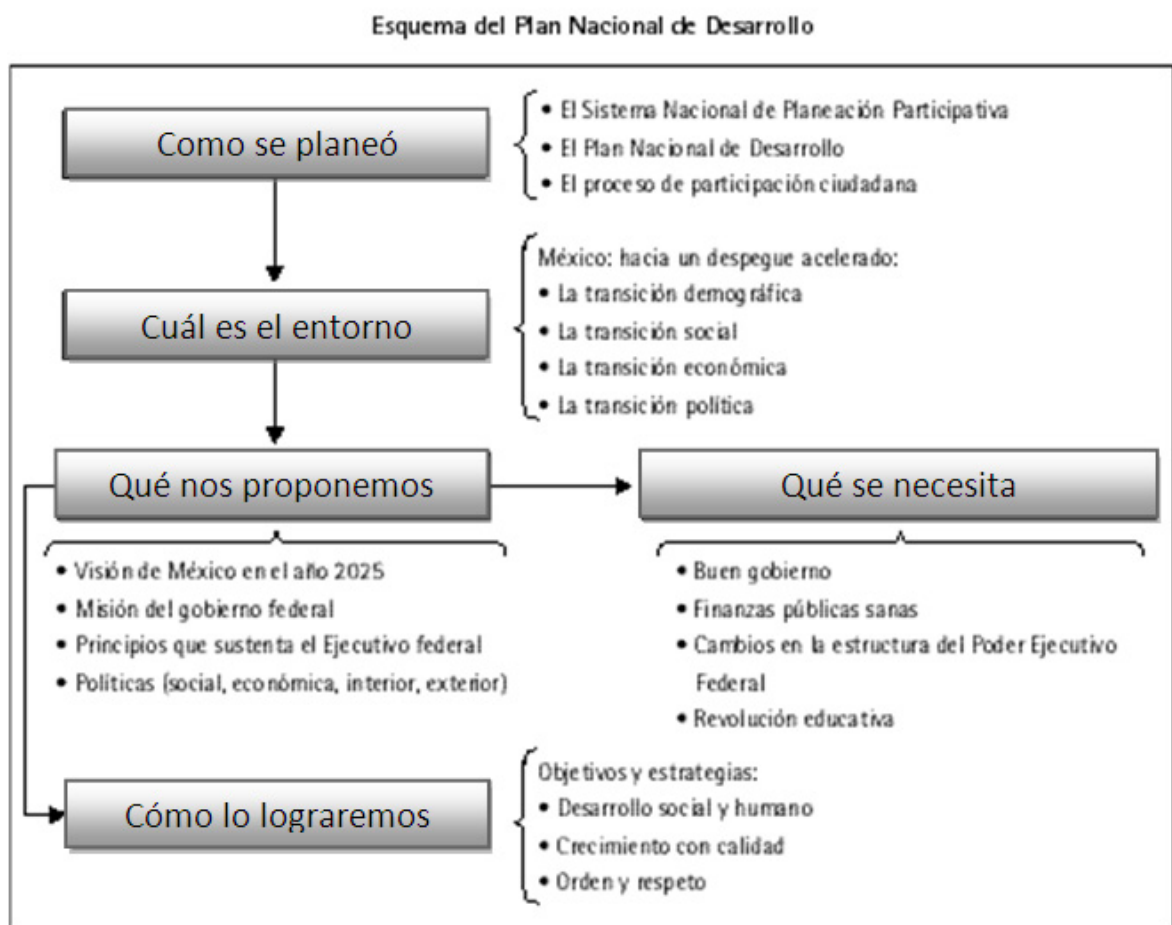 Esquema del Plan Nacional de Desarrollo
Como se planeó
• El Sistema Nacional de Planeación Participativa
• El Plan Nacional de Desarrollo
• El proceso de participación ciudadana
Cuál es el entorno
México: hacia un despegue acelerado:
• La transición demográfica
• La transición social
• La transición económica
• La transición política
Qué nos proponemos
• Visión de México en el año 2025
• Misión del gobierno federal
• Principios que sustenta el Ejecutivo federal
• Políticas (social, económica, interior, exterior)
Qué se necesita
• Buen gobierno
• Finanzas públicas sanas
• Cambios en la estructura del Poder Ejecutivo
Federal
• Revolución educativa
Cómo lo lograremos
Objetivos y estrategias:
• Desarrollo social y humano
• Crecimiento con calidad
• Orden y respeto